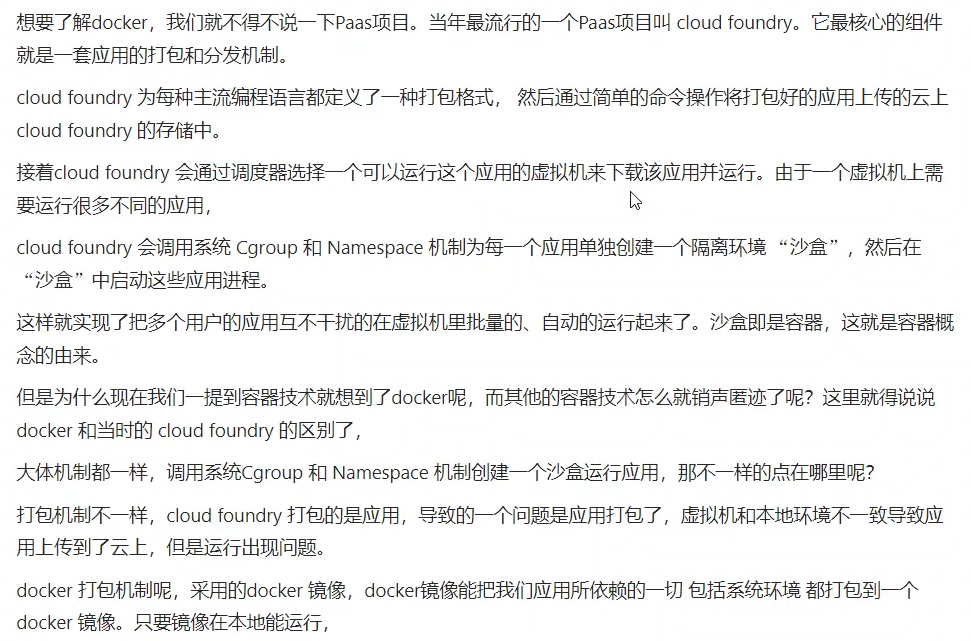 想要了解docker，我们就不得不说一下Paas项目。当年最流行的一个Paas项目叫 cloud foundry。它最核心的组件
就是一套应用的打包和分发机制。
cloud foundry 为每种主流编程语言都定义了一种打包格式， 然后通过简单的命令操作将打包好的应用上传的云上
cloud foundry 的存储中。
接着cloud foundry 会通过调度器选择一个可以运行这个应用的虚拟机来下载该应用并运行。由于一个虚拟机上需
要运行很多不同的应用，
cloud foundry 会调用系统 Cgroup 和 Namespace 机制为每一个应用单独创建一个隔离环境 “沙盒”，然后在
“沙盒”中启动这些应用进程。
这样就实现了把多个用户的应用互不干扰的在虚拟机里批量的、自动的运行起来了。沙盒即是容器，这就是容器概
念的由来。
但是为什么现在我们一提到容器技术就想到了docker呢，而其他的容器技术怎么就销声匿迹了呢？这里就得说说
docker 和当时的 cloud foundry 的区别了，
大体机制都一样，调用系统Cgroup 和 Namespace 机制创建一个沙盒运行应用，那不一样的点在哪里呢？
打包机制不一样，cloud foundry 打包的是应用，导致的一个问题是应用打包了，虚拟机和本地环境不一致导致应
用上传到了云上，但是运行出现问题。
docker 打包机制呢，采用的docker 镜像，docker镜像能把我们应用所依赖的一切 包括系统环境 都打包到一个
docker 镜像。只要镜像在本地能运行，